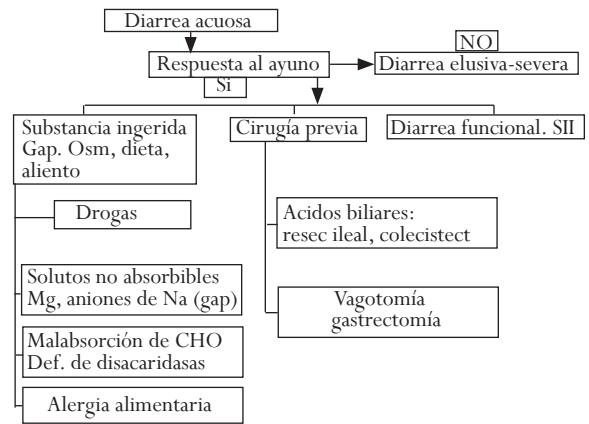 Diarrea acuosa
NO
Respuesta al ayuno
Diarrea elusiva-severa
Si
Substancia ingerida
Gap. Osm, dieta,
aliento
Cirugía previa
Diarrea funcional. SII
Drogas
Acidos biliares:
resec ileal, colecistect
Solutos no absorbibles
Mg, aniones de Na (gap)
Vagotomía
gastrectomía
Malabsorción de CHO
Def. de disacaridasas
Alergia alimentaria